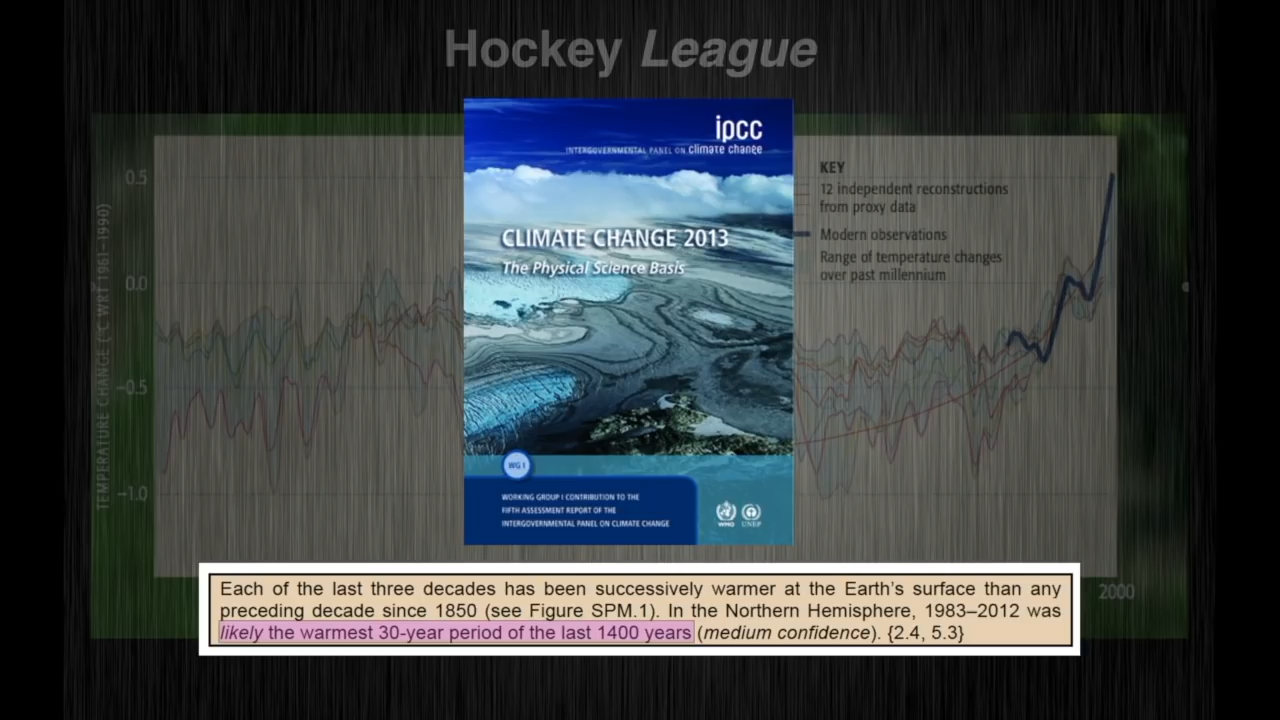 Hockey League
ipcc
INTERGOVERNMENTAL PANEL ON climate change
KEY
12 independent reconstructions
from proxy data
Modern observations
Range of temperature changes
over past millennium
0.5
0.0
−0.5
−1.0
TEMPERATURE CHANGE (°C WRT 1961–1990)
2000
CLIMATE CHANGE 2013
The Physical Science Basis
WG I
WORKING GROUP I CONTRIBUTION TO THE
FIFTH ASSESSMENT REPORT OF THE
INTERGOVERNMENTAL PANEL ON CLIMATE CHANGE
WMO
UNEP
Each of the last three decades has been successively warmer at the Earth’s surface than any
preceding decade since 1850 (see Figure SPM.1). In the Northern Hemisphere, 1983–2012 was
likely the warmest 30-year period of the last 1400 years (medium confidence). {2.4, 5.3}